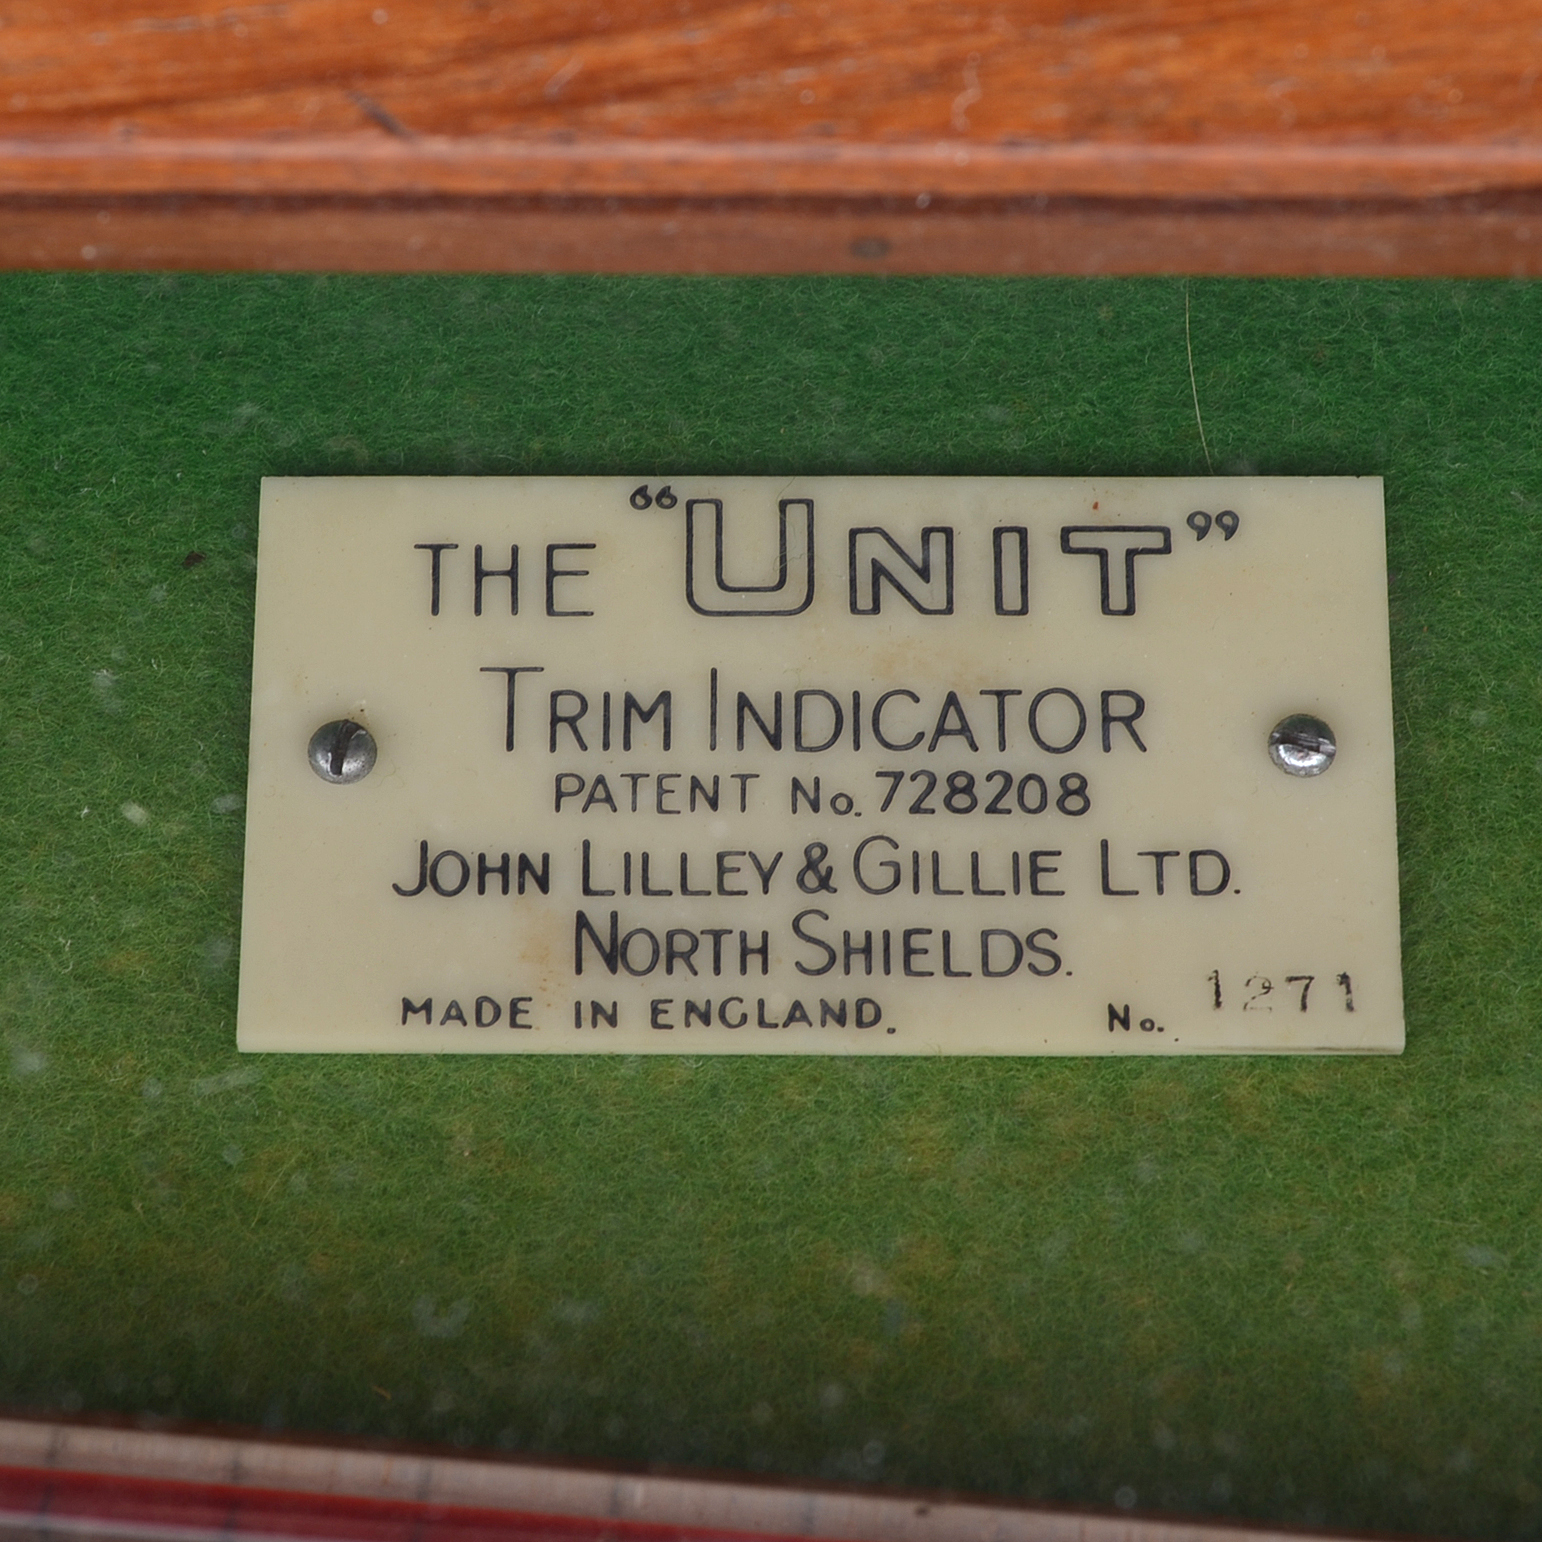 THE “UNIT”
TRIM INDICATOR
PATENT No. 728208
JOHN LILLEY & GILLIE LTD.
NORTH SHIELDS.
MADE IN ENGLAND. No. 1271